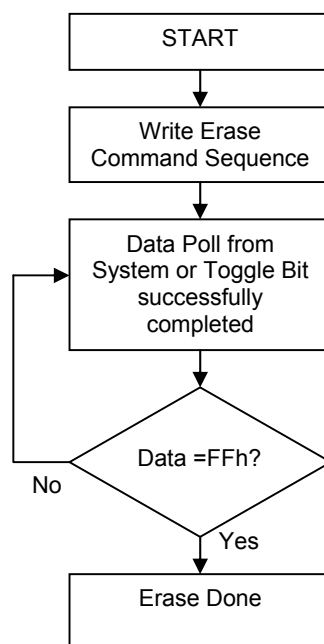 START
Write Erase
Command Sequence
Data Poll from
System or Toggle Bit
successfully
completed
Data =FFh?
No
Yes
Erase Done